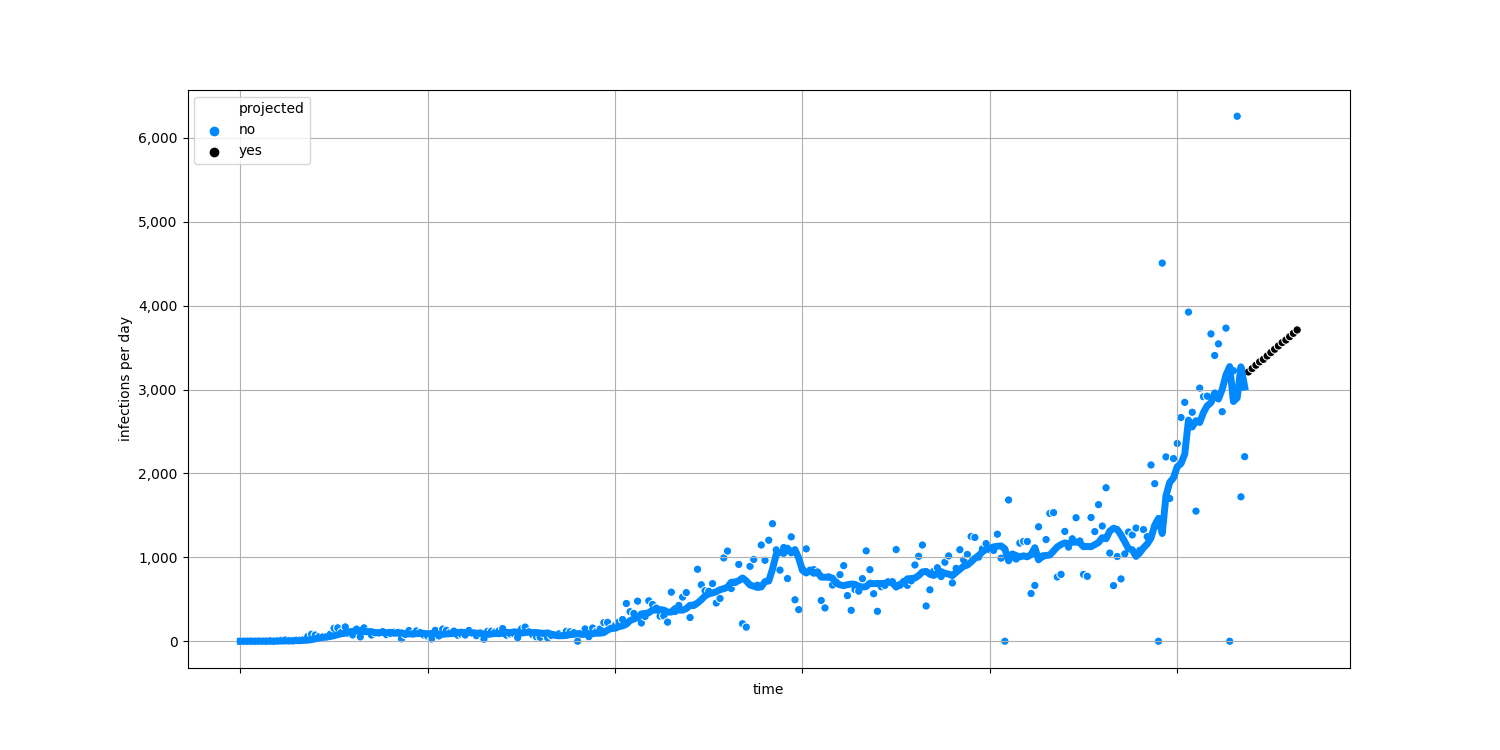 projected
no
yes
6,000
5,000
4,000
3,000
2,000
1,000
0
infections per day
time